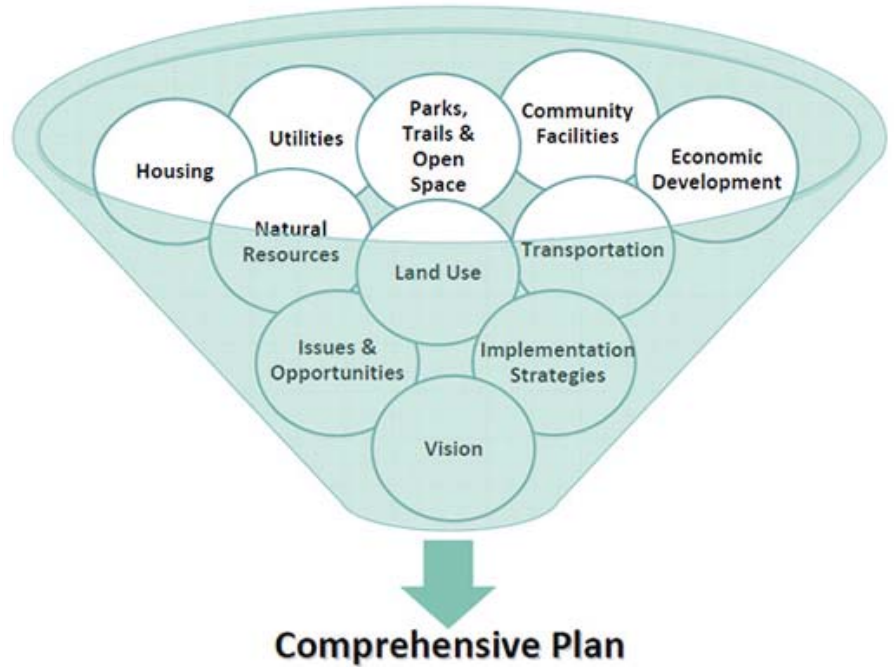 Housing
Utilities
Parks,
Trails &
Open
Space
Community
Facilities
Economic
Development
Natural
Resources
Land Use
Transportation
Issues &
Opportunities
Implementation
Strategies
Vision
Comprehensive Plan